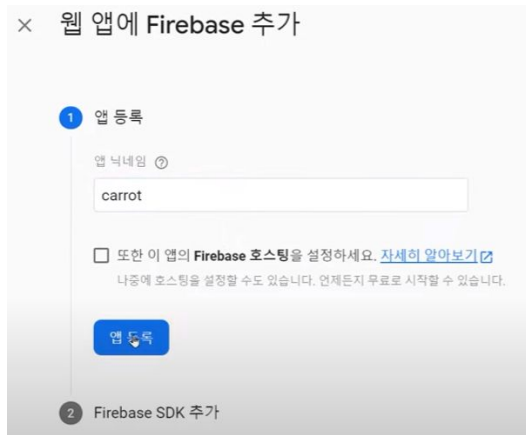 웹 앱에 Firebase 추가
1 앱 등록
앱 닉네임
carrot
또한 이 앱의 Firebase 호스팅을 설정하세요. 자세히 알아보기
나중에 호스팅을 설정할 수도 있습니다. 언제든지 무료로 시작할 수 있습니다.
앱 등록
2 Firebase SDK 추가